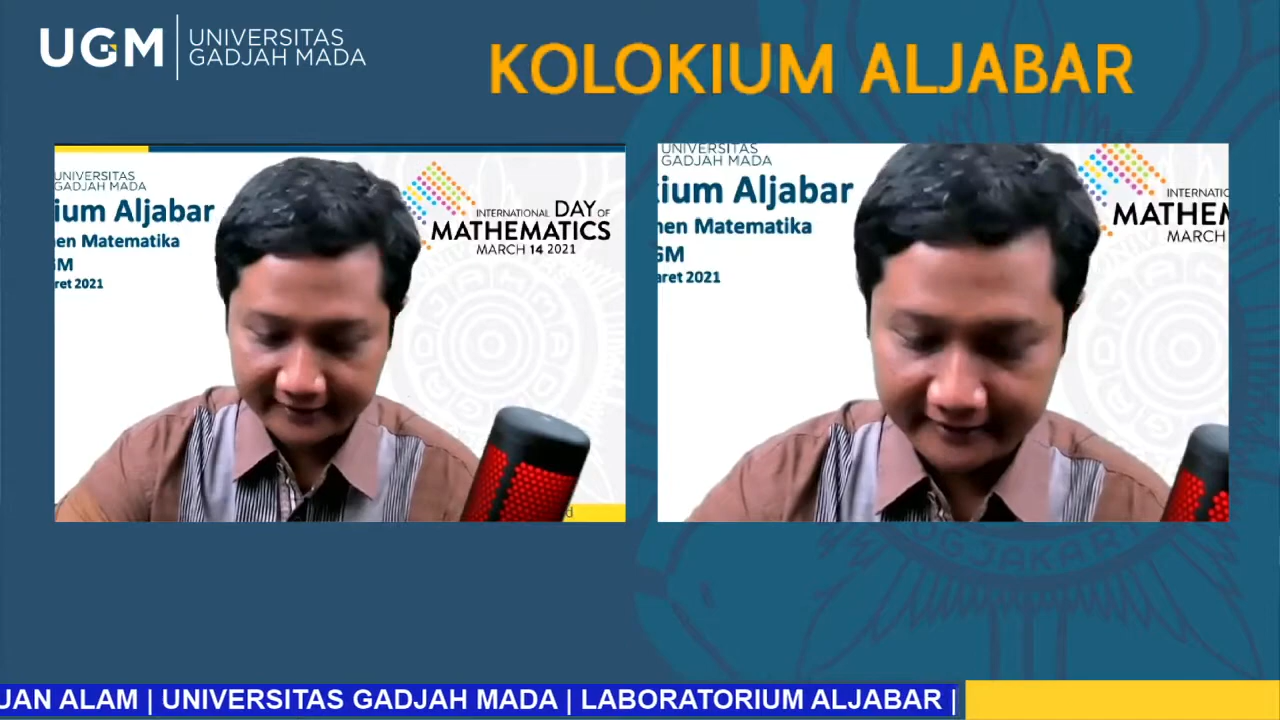 UGM
UNIVERSITAS
GADJAH MADA
KOLOKIUM ALJABAR
UNIVERSITAS
GADJAH MADA
ium Aljabar
en Matematika
GM
ret 2021
INTERNATIONAL DAY OF
MATHEMATICS
MARCH 14 2021
UNIVERSITAS
GADJAH MADA
ium Aljabar
en Matematika
GM
aret 2021
INTERNATIO
MATHEM
MARCH
UAN ALAM | UNIVERSITAS GADJAH MADA | LABORATORIUM ALJABAR |